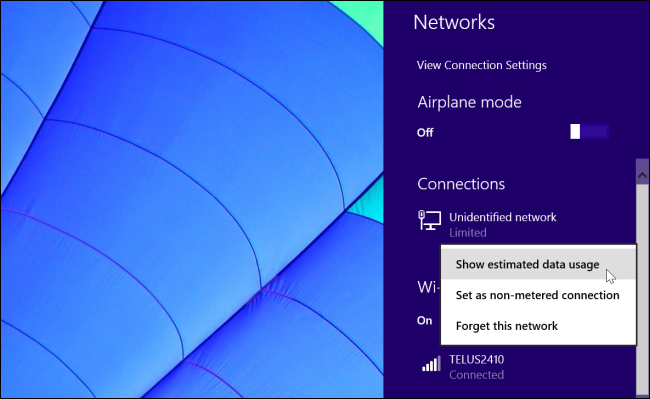 Networks
View Connection Settings
Airplane mode
Off
Connections
Unidentified network
Limited
Show estimated data usage
Set as non-metered connection
Forget this network
Wi-
On
TELUS2410
Connected